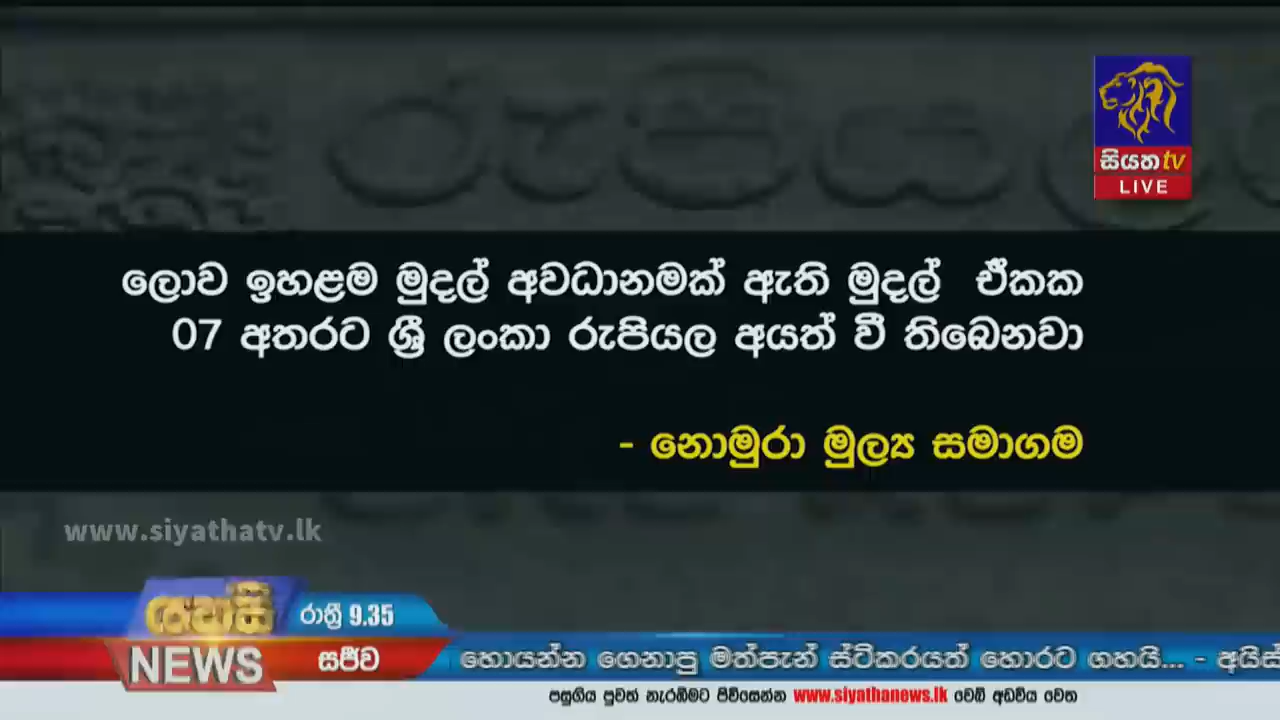 රුපියල
සියත tv
LIVE
ලොව ඉහළම මුදල් අවධානමක් ඇති මුදල් ඒකක
07 අතරට ශ්‍රී ලංකා රුපියල අයත් වී තිබෙනවා
- නොමුරා මුල්‍ය සමාගම
www.siyathatv.lk
රාත්‍රී 9.35
NEWS
සජීව
හොයන්න ගෙනාපු මත්පැන් ස්ටිකරයත් හොරට ගහයි... - අයිස්
පසුගිය පුවත් නැරඹීමට පිවිසෙන්න www.siyathanews.lk වෙබ් අඩවිය වෙත